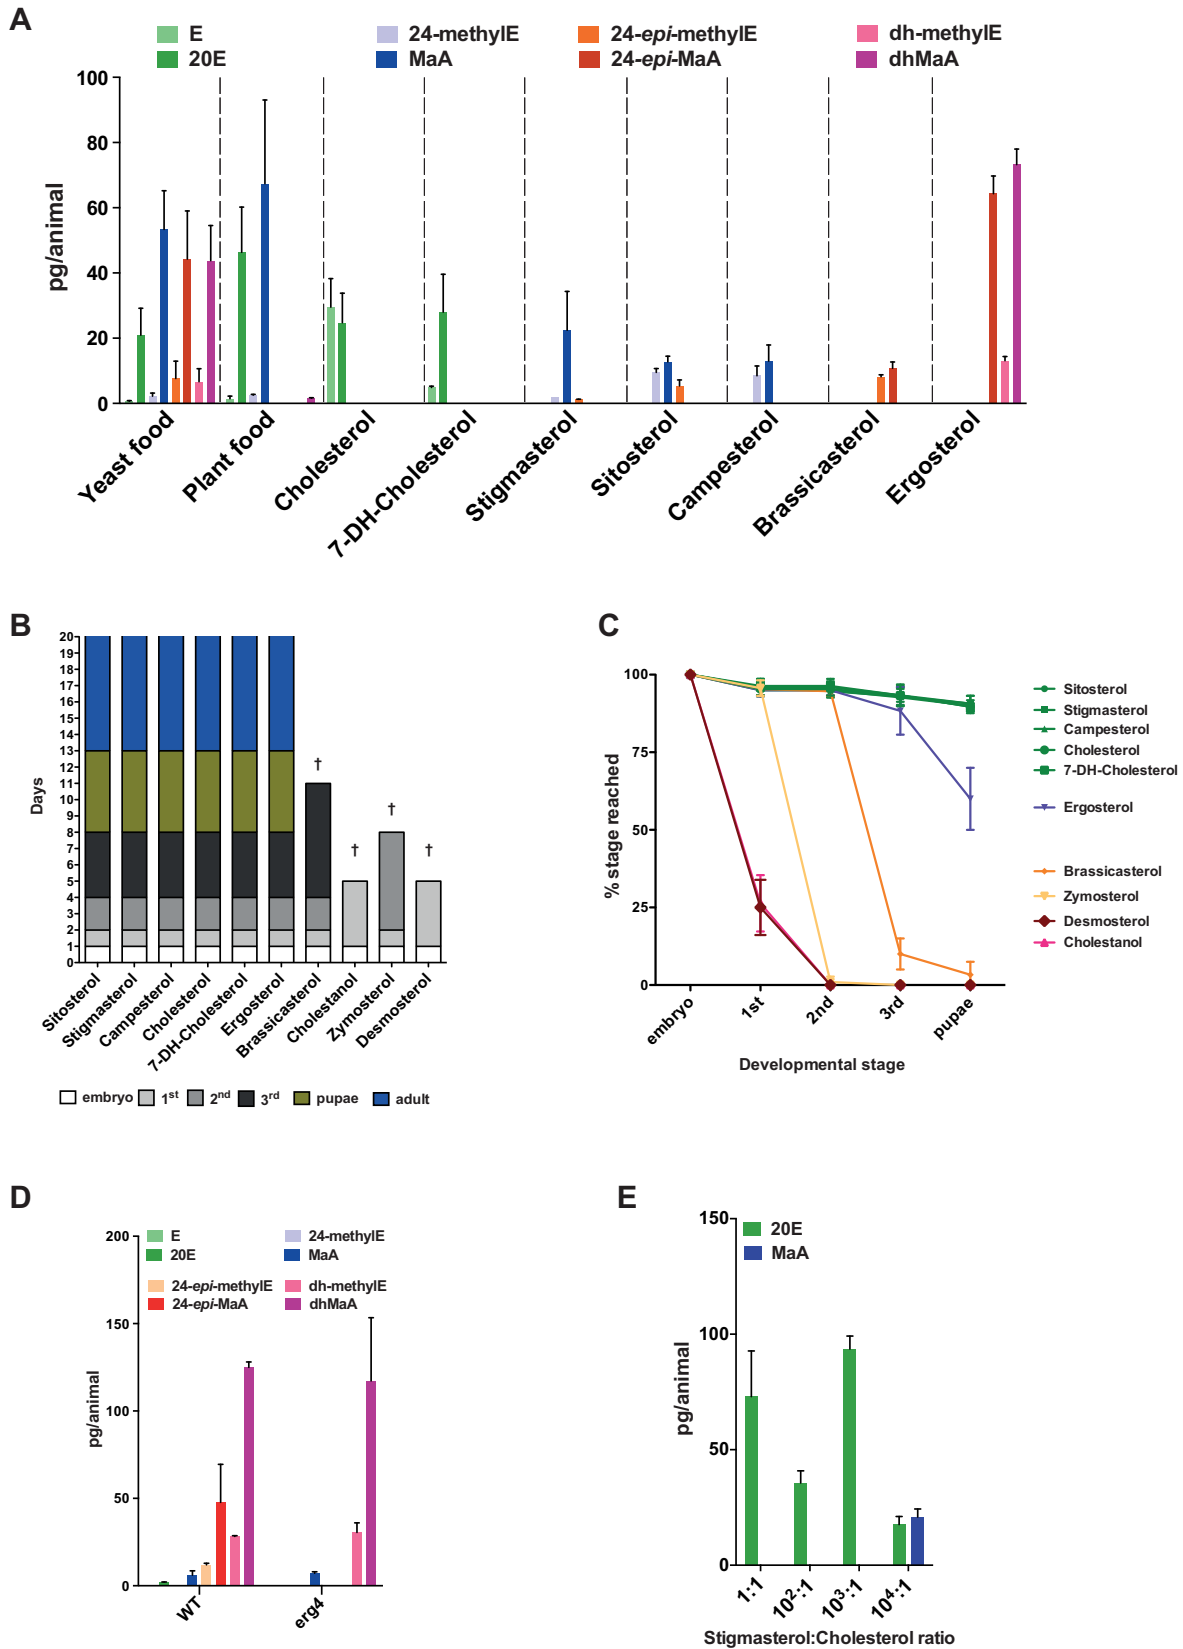 A
E
24-methylE
24-epi-methylE
dh-methylE
20E
MaA
24-epi-MaA
dhMaA
pg/animal
100
80
60
40
20
0
Yeast food
Plant food
Cholesterol
7-DH-Cholesterol
Stigmasterol
Sitosterol
Campesterol
Brassicasterol
Ergosterol
B
Days
20
19
18
17
16
15
14
13
12
11
10
9
8
7
6
5
4
3
2
1
0
†
†
†
†
Sitosterol
Stigmasterol
Campesterol
Cholesterol
7-DH-Cholesterol
Ergosterol
Brassicasterol
Cholestanol
Zymosterol
Desmosterol
embryo
1st
2nd
3rd
pupae
adult
C
% stage reached
100
75
50
25
0
embryo
1st
2nd
3rd
pupae
Developmental stage
Sitosterol
Stigmasterol
Campesterol
Cholesterol
7-DH-Cholesterol
Ergosterol
Brassicasterol
Zymosterol
Desmosterol
Cholestanol
D
E
24-methylE
20E
MaA
24-epi-methylE
dh-methylE
24-epi-MaA
dhMaA
pg/animal
200
150
100
50
0
WT
erg4
E
20E
MaA
pg/animal
150
100
50
0
1:1
10²:1
10³:1
10⁴:1
Stigmasterol:Cholesterol ratio